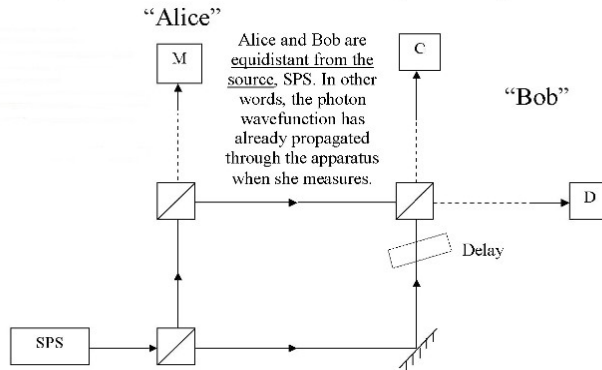 “Alice”
M
Alice and Bob are
equidistant from the
source, SPS. In other
words, the photon
wavefunction has
already propagated
through the apparatus
when she measures.
C
“Bob”
D
Delay
SPS